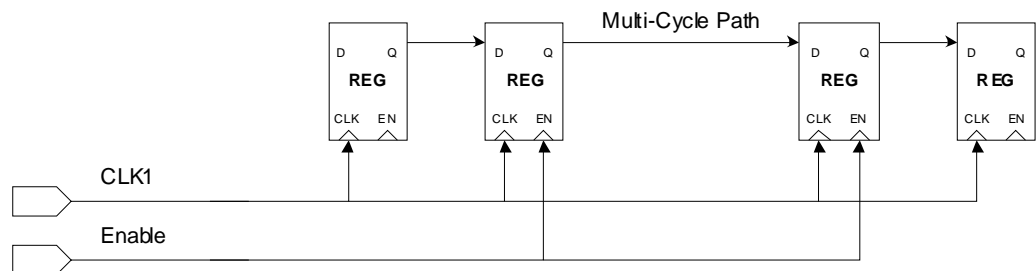 Multi-Cycle Path
D Q D Q D Q D Q
REG REG REG REG
CLK EN CLK EN CLK EN CLK EN
CLK1
Enable